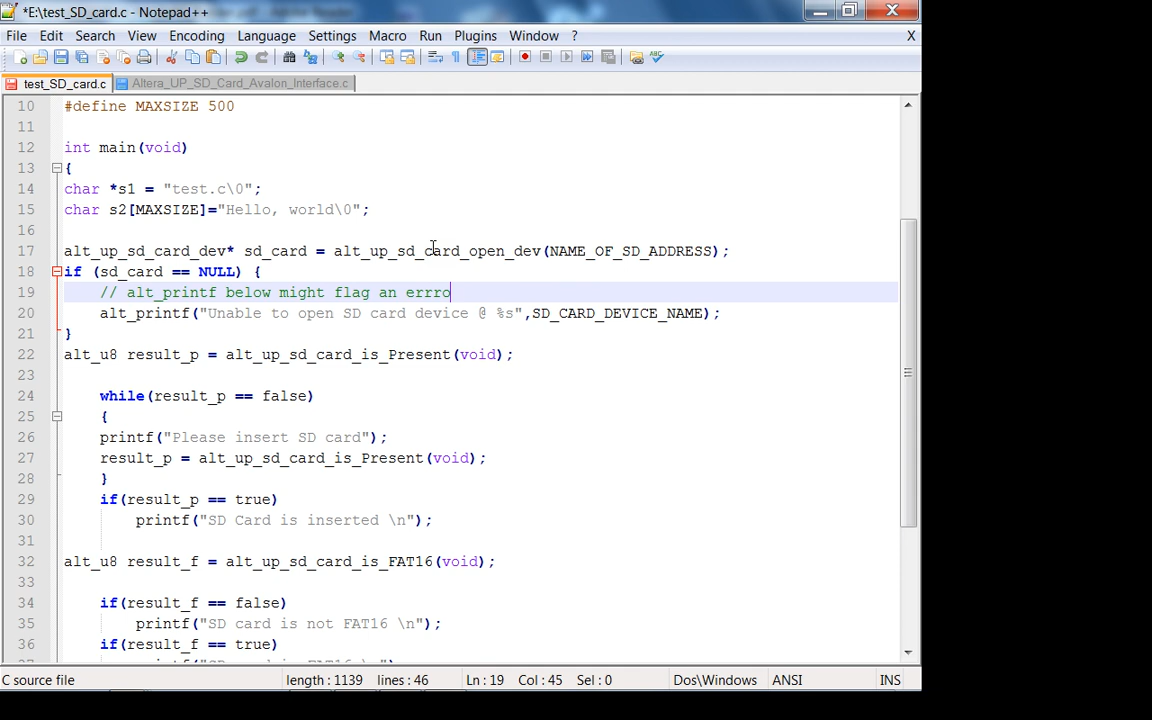 *E:\test_SD_card.c - Notepad++
File Edit Search View Encoding Language Settings Macro Run Plugins Window ? X
test_SD_card.c Altera_UP_SD_Card_Avalon_Interface.c
10 #define MAXSIZE 500
11
12 int main(void)
13 {
14 char *s1 = "test.c\0";
15 char s2[MAXSIZE]="Hello, world\0";
16
17 alt_up_sd_card_dev* sd_card = alt_up_sd_card_open_dev(NAME_OF_SD_ADDRESS);
18 if (sd_card == NULL) {
19 // alt_printf below might flag an errro
20 alt_printf("Unable to open SD card device @ %s",SD_CARD_DEVICE_NAME);
21 }
22 alt_u8 result_p = alt_up_sd_card_is_Present(void);
23
24 while(result_p == false)
25 {
26 printf("Please insert SD card");
27 result_p = alt_up_sd_card_is_Present(void);
28 }
29 if(result_p == true)
30 printf("SD Card is inserted \n");
31
32 alt_u8 result_f = alt_up_sd_card_is_FAT16(void);
33
34 if(result_f == false)
35 printf("SD card is not FAT16 \n");
36 if(result_f == true)
C source file length : 1139 lines : 46 Ln : 19 Col : 45 Sel : 0 Dos\Windows ANSI INS